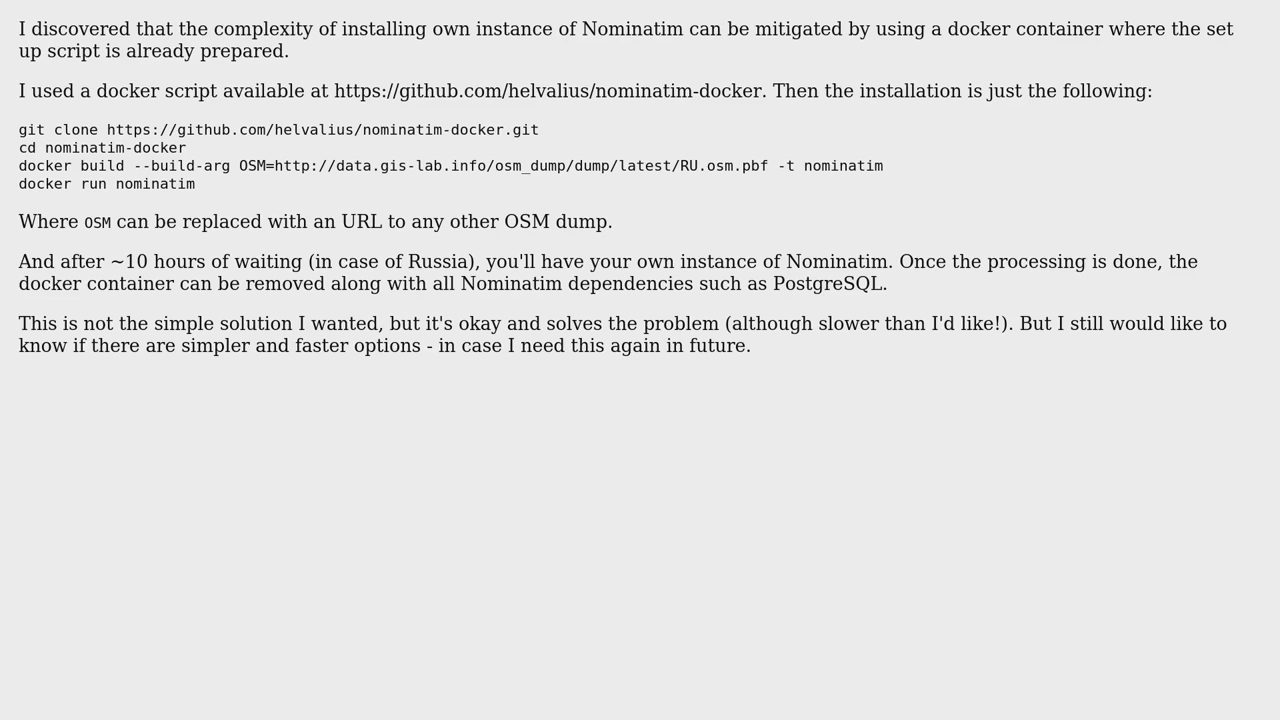 I discovered that the complexity of installing own instance of Nominatim can be mitigated by using a docker container where the set
up script is already prepared.
I used a docker script available at https://github.com/helvalius/nominatim-docker. Then the installation is just the following:
git clone https://github.com/helvalius/nominatim-docker.git
cd nominatim-docker
docker build --build-arg OSM=http://data.gis-lab.info/osm_dump/dump/latest/RU.osm.pbf -t nominatim
docker run nominatim
Where OSM can be replaced with an URL to any other OSM dump.
And after ~10 hours of waiting (in case of Russia), you'll have your own instance of Nominatim. Once the processing is done, the
docker container can be removed along with all Nominatim dependencies such as PostgreSQL.
This is not the simple solution I wanted, but it's okay and solves the problem (although slower than I'd like!). But I still would like to
know if there are simpler and faster options - in case I need this again in future.